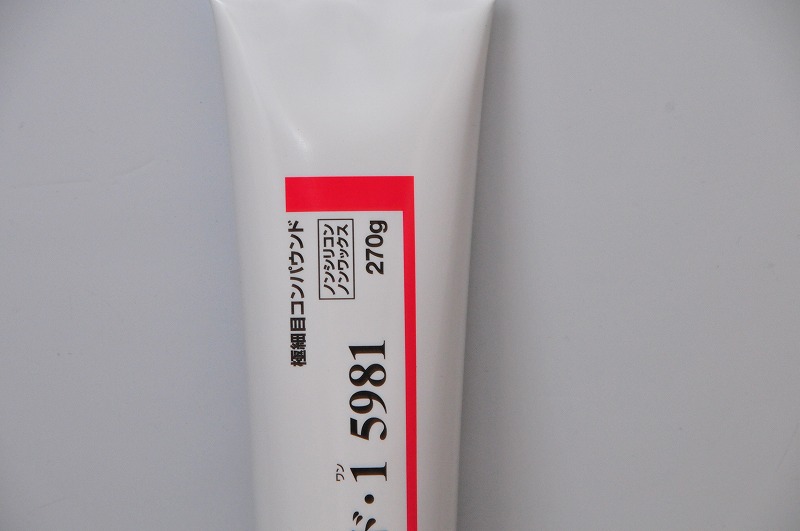 極細目コンパウンド
ノンシリコン
ノンワックス
270g
ワン
ド・1 5981